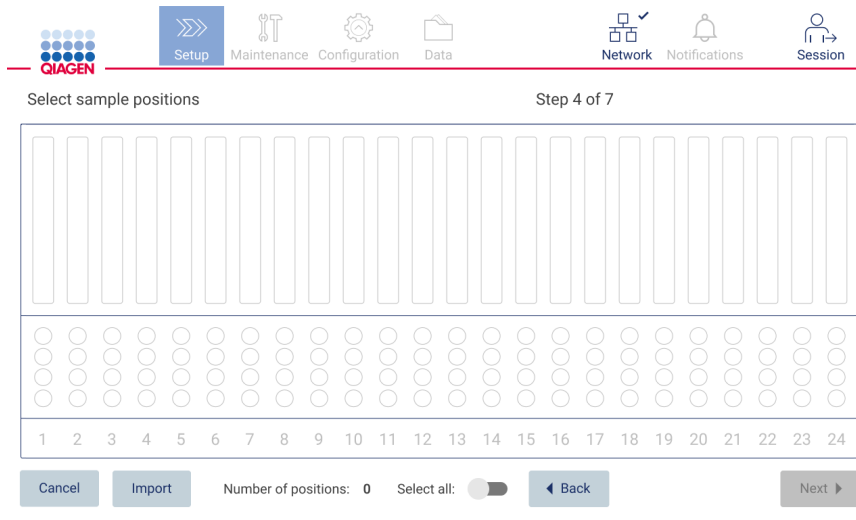 QIAGEN
Setup Maintenance Configuration Data Network Notifications Session
Select sample positions Step 4 of 7
1 2 3 4 5 6 7 8 9 10 11 12 13 14 15 16 17 18 19 20 21 22 23 24
Cancel Import Number of positions: 0 Select all: Back Next